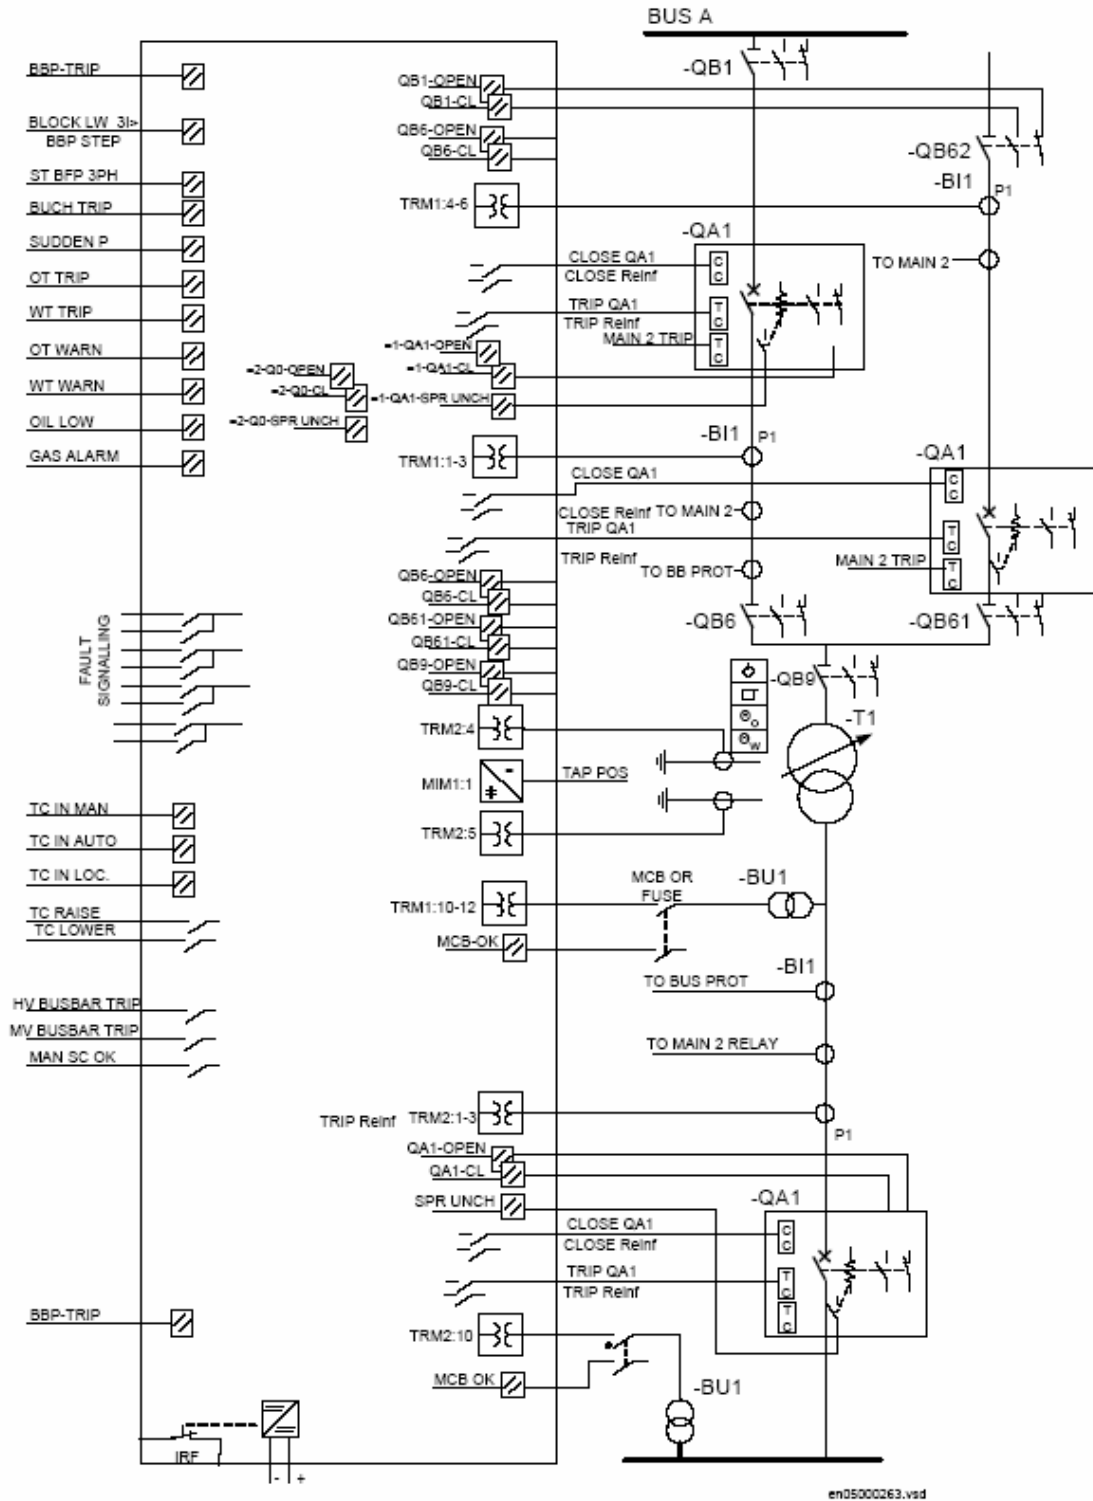 BUS A
BBP-TRIP
QB1-OPEN
-QB1
QB1-CL
BLOCK LW 3I>
BBP STEP
QB6-OPEN
QB6-CL
-QB62
-BI1
P1
ST BFP 3PH
TRM1:4-6
BUCH TRIP
-QA1
SUDDEN P
CLOSE QA1
CLOSE Reinf
C
C
TO MAIN 2
OT TRIP
TRIP QA1
TRIP Reinf
T
C
WT TRIP
MAIN 2 TRIP
T
C
=1-QA1-OPEN
=1-QA1-CL
OT WARN
=2-Q0-OPEN
=2-Q0-CL
=1-QA1-SPR UNCH
WT WARN
=2-Q0-SPR UNCH
OIL LOW
-BI1
P1
GAS ALARM
TRM1:1-3
-QA1
CLOSE QA1
C
C
CLOSE Reinf
TO MAIN 2
TRIP QA1
T
C
TRIP Reinf
TO BB PROT
MAIN 2 TRIP
T
C
QB6-OPEN
QB6-CL
QB61-OPEN
-QB6
-QB61
QB61-CL
FAULT
SIGNALLING
QB9-OPEN
QB9-CL
-QB9
-T1
TRM2:4
Θo
Θw
MIM1:1
TAP POS
TC IN MAN
TRM2:5
TC IN AUTO
TC IN LOC.
MCB OR
FUSE
-BU1
TRM1:10-12
TC RAISE
TC LOWER
MCB-OK
-BI1
TO BUS PROT
HV BUSBAR TRIP
MV BUSBAR TRIP
TO MAIN 2 RELAY
MAN SC OK
TRIP Reinf
TRM2:1-3
P1
QA1-OPEN
QA1-CL
SPR UNCH
-QA1
CLOSE QA1
CLOSE Reinf
C
C
TRIP QA1
TRIP Reinf
T
C
T
C
BBP-TRIP
TRM2:10
MCB OK
-BU1
IRF
- +
en05000263.vsd